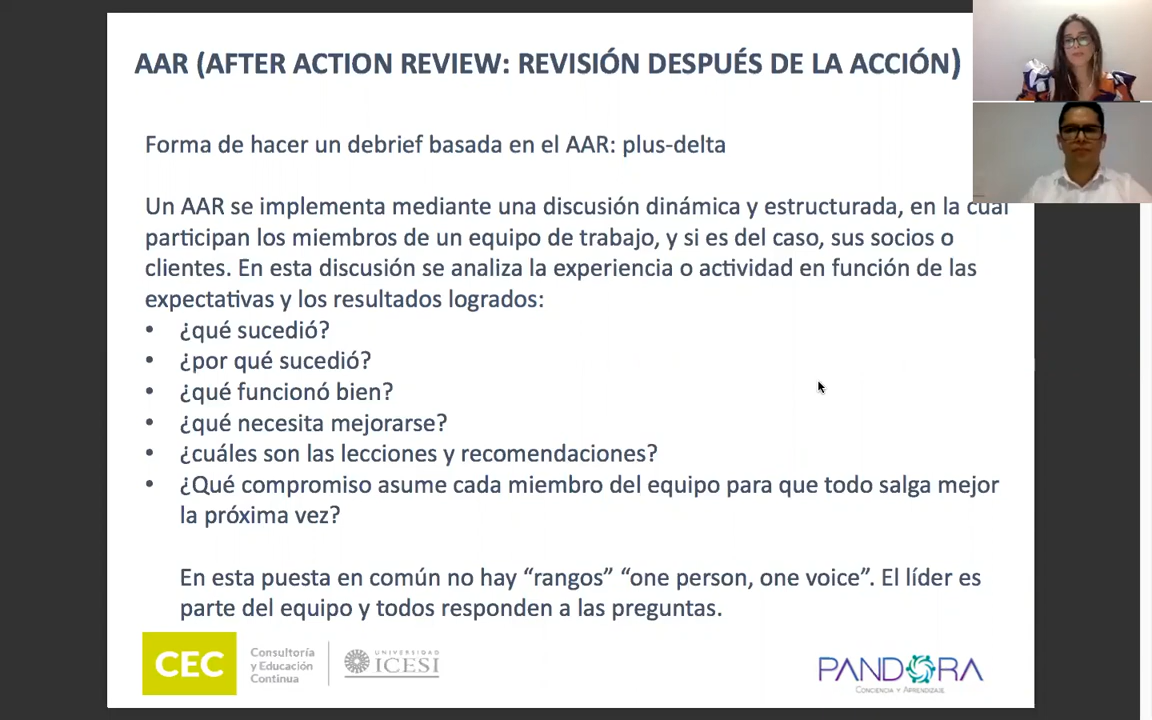 AAR (AFTER ACTION REVIEW: REVISIÓN DESPUÉS DE LA ACCIÓN)
Forma de hacer un debrief basada en el AAR: plus-delta
Un AAR se implementa mediante una discusión dinámica y estructurada, en la cual
participan los miembros de un equipo de trabajo, y si es del caso, sus socios o
clientes. En esta discusión se analiza la experiencia o actividad en función de las
expectativas y los resultados logrados:
• ¿qué sucedió?
• ¿por qué sucedió?
• ¿qué funcionó bien?
• ¿qué necesita mejorarse?
• ¿cuáles son las lecciones y recomendaciones?
• ¿Qué compromiso asume cada miembro del equipo para que todo salga mejor
la próxima vez?
En esta puesta en común no hay “rangos” “one person, one voice”. El líder es
parte del equipo y todos responden a las preguntas.
CEC
Consultoría
y Educación
Continua
UNIVERSIDAD
ICESI
PANDORA
CONCIENCIA Y APRENDIZAJE